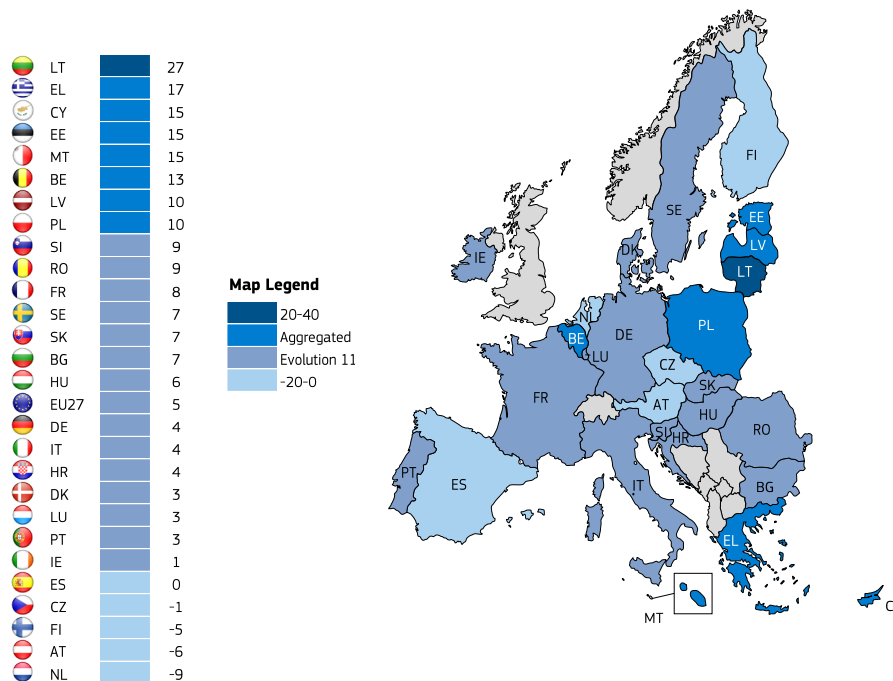 LT 27
EL 17
CY 15
EE 15
MT 15
BE 13
LV 10
PL 10
SI 9
RO 9
FR 8
SE 7
SK 7
BG 7
HU 6
EU27 5
DE 4
IT 4
HR 4
DK 3
LU 3
PT 3
IE 1
ES 0
CZ -1
FI -5
AT -6
NL -9
Map Legend
20-40
Aggregated
Evolution 11
-20-0
FI
SE
EE
LV
LT
DK
IE
NL
PL
DE
BE
LU
CZ
SK
FR
AT
HU
SI
HR
RO
PT
ES
IT
BG
EL
MT
C